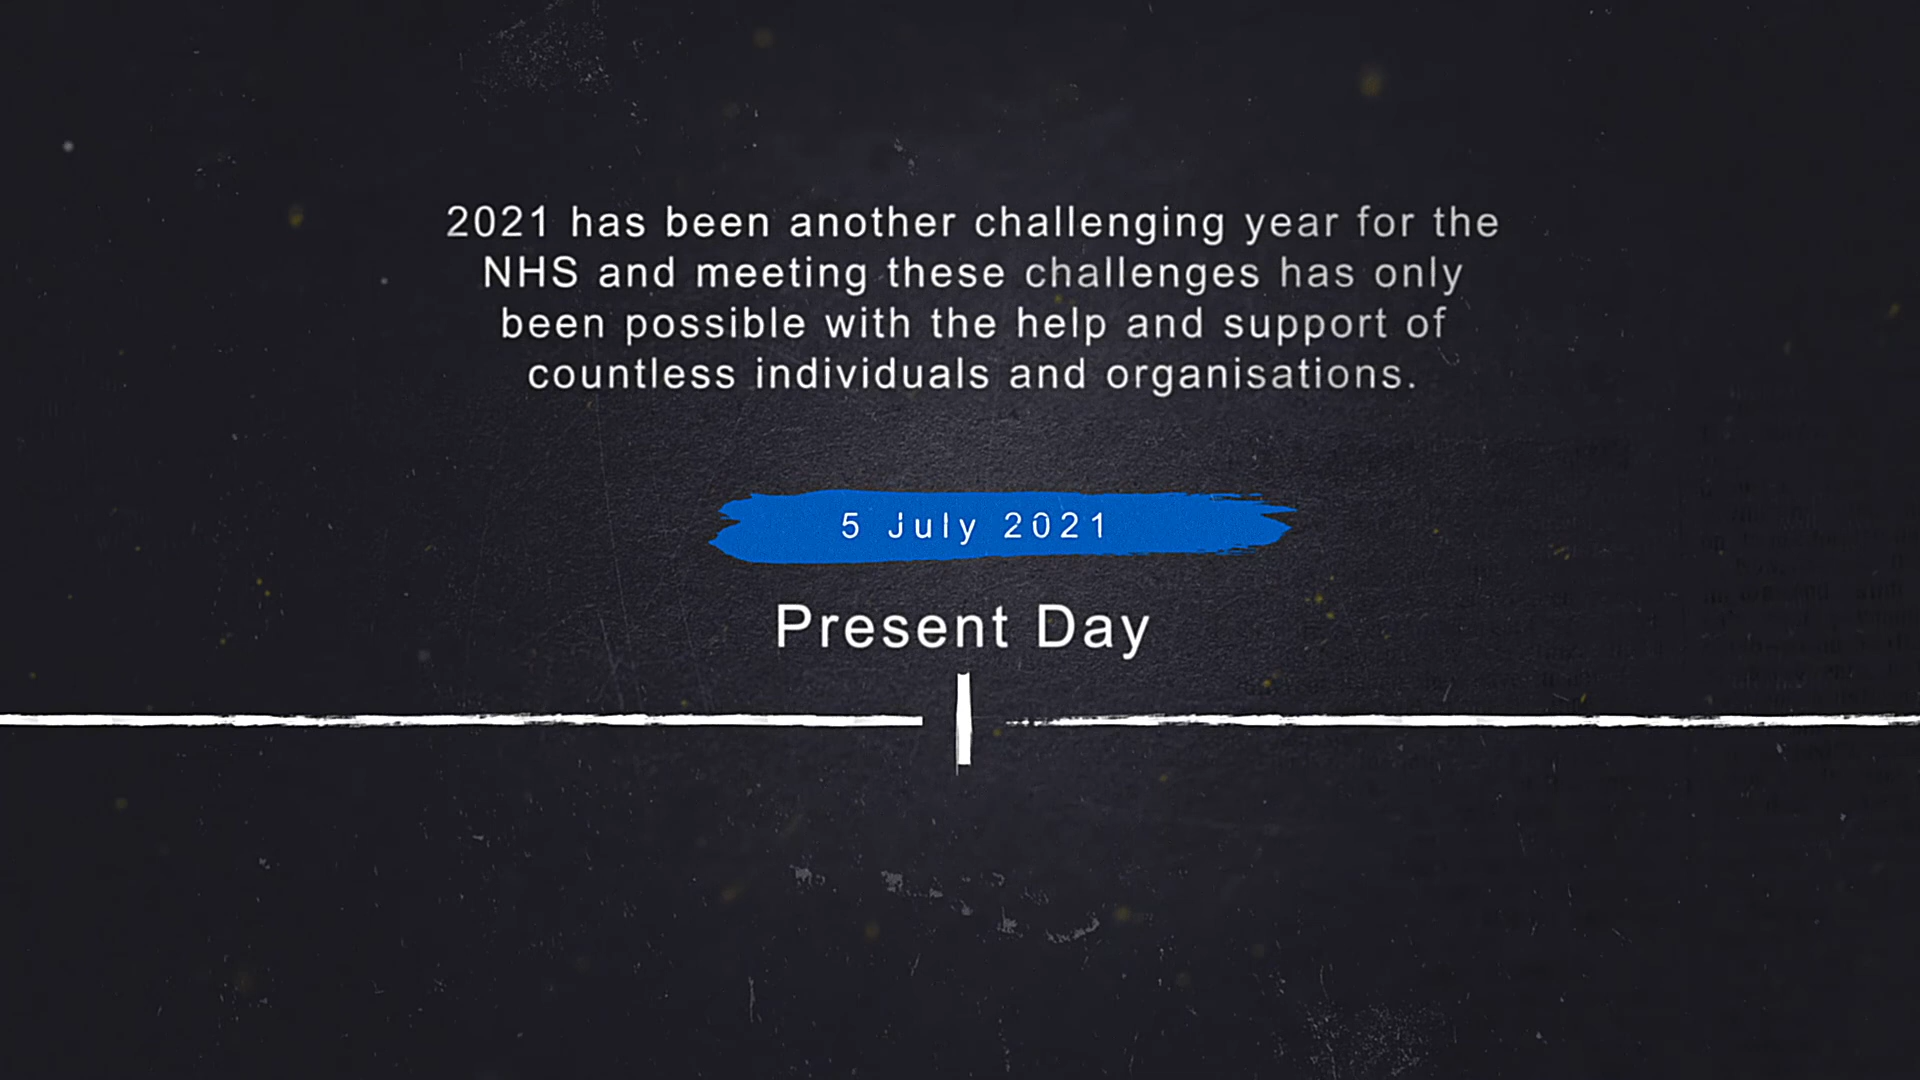 2021 has been another challenging year for the
NHS and meeting these challenges has only
been possible with the help and support of
countless individuals and organisations.
5 July 2021
Present Day